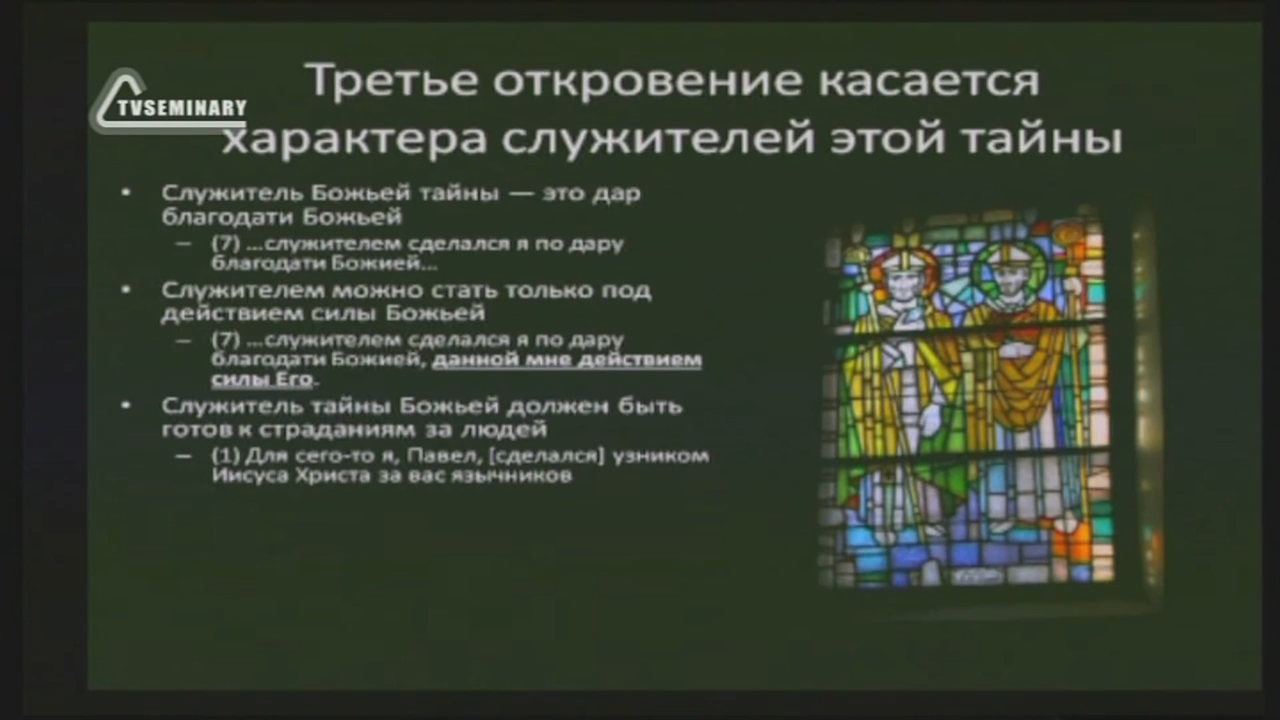 Третье откровение касается
TVSEMINARY
характера служителей этой тайны
• Служитель Божьей тайны — это дар
благодати Божьей
– (7) ...служителем сделался я по дару
благодати Божией...
• Служителем можно стать только под
действием силы Божьей
– (7) ...служителем сделался я по дару
благодати Божией, данной мне действием
силы Его.
• Служитель тайны Божьей должен быть
готов к страданиям за людей
– (1) Для сего-то я, Павел, [сделался] узником
Иисуса Христа за вас язычников